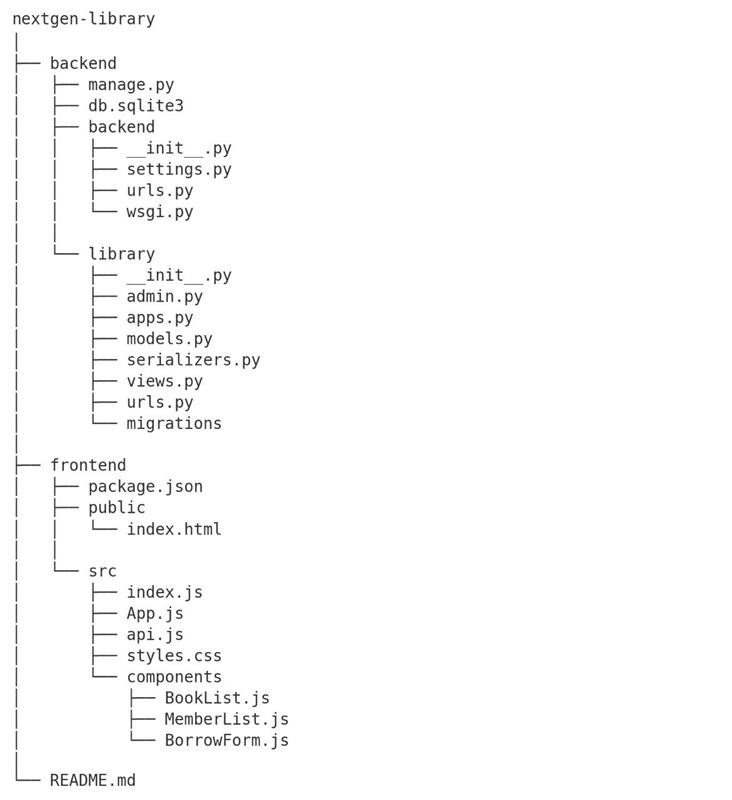 nextgen-library
│
├── backend
│   ├── manage.py
│   ├── db.sqlite3
│   ├── backend
│   │   ├── __init__.py
│   │   ├── settings.py
│   │   ├── urls.py
│   │   └── wsgi.py
│   │
│   └── library
│       ├── __init__.py
│       ├── admin.py
│       ├── apps.py
│       ├── models.py
│       ├── serializers.py
│       ├── views.py
│       ├── urls.py
│       └── migrations
│
├── frontend
│   ├── package.json
│   ├── public
│   │   └── index.html
│   │
│   └── src
│       ├── index.js
│       ├── App.js
│       ├── api.js
│       ├── styles.css
│       └── components
│           ├── BookList.js
│           ├── MemberList.js
│           └── BorrowForm.js
│
└── README.md